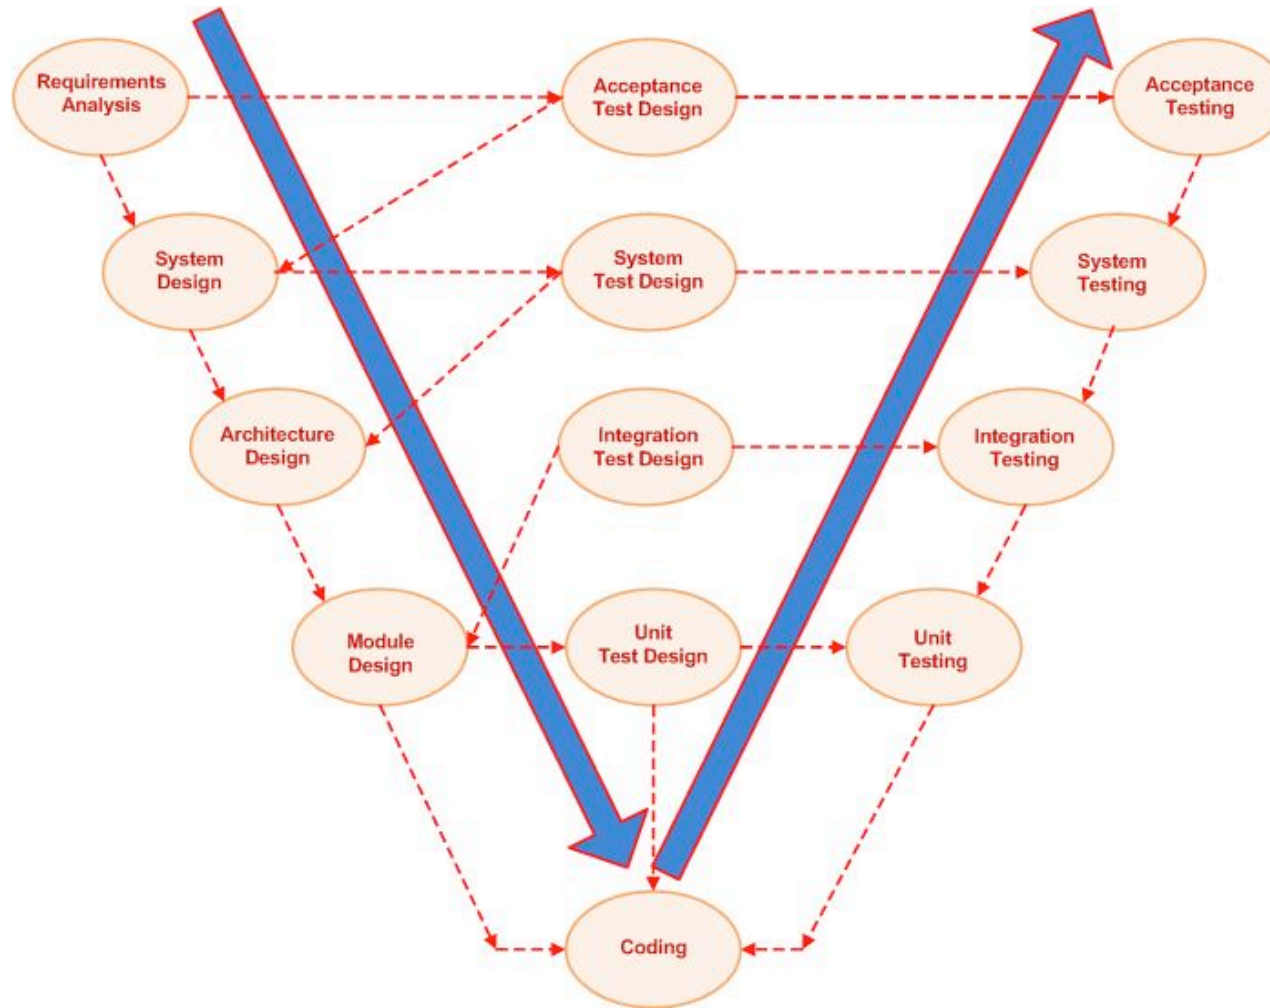 Requirements
Analysis
Acceptance
Test Design
Acceptance
Testing
System
Design
System
Test Design
System
Testing
Architecture
Design
Integration
Test Design
Integration
Testing
Module
Design
Unit
Test Design
Unit
Testing
Coding